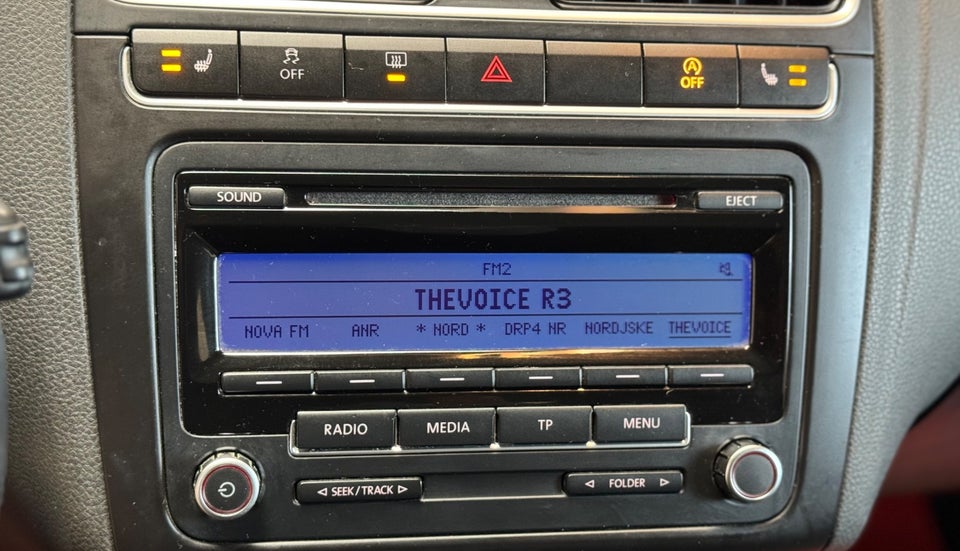 OFF
A
OFF
SOUND
EJECT
FM2
THEVOICE R3
NOVA FM ANR * NORD * DRP4 NR NORDJSKE THEVOICE
RADIO MEDIA TP MENU
SEEK/TRACK
FOLDER